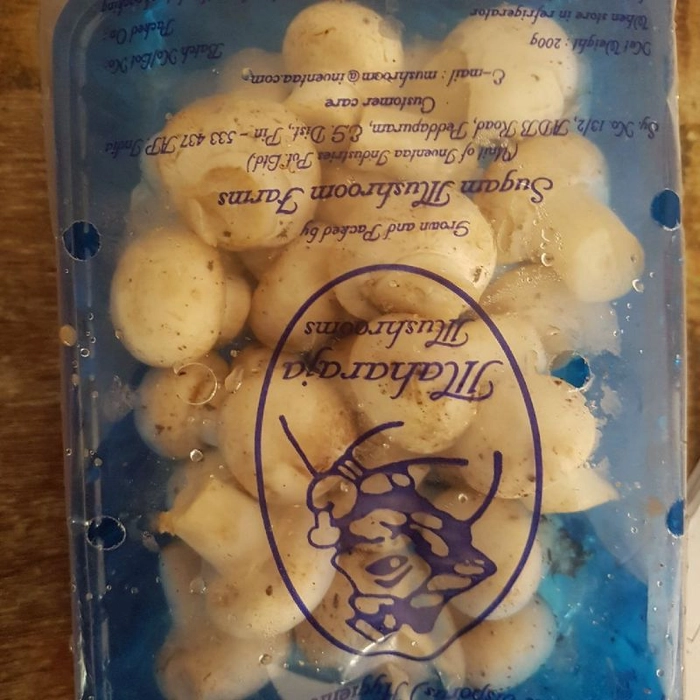 Maharaja
Mushrooms
Grown and Packed by
Sugam Mushroom Farms
(Unit of Inventaa Industries Pvt Ltd)
Sy. No 13/2, ADB Road, Peddapuram, E.G. Dist, Pin - 533 437 AP. India
Customer care
E-mail : mushroom@inventaa.com
Net Weight : 200g
Batch No/Lot No.
When store in refrigerator
Packed On